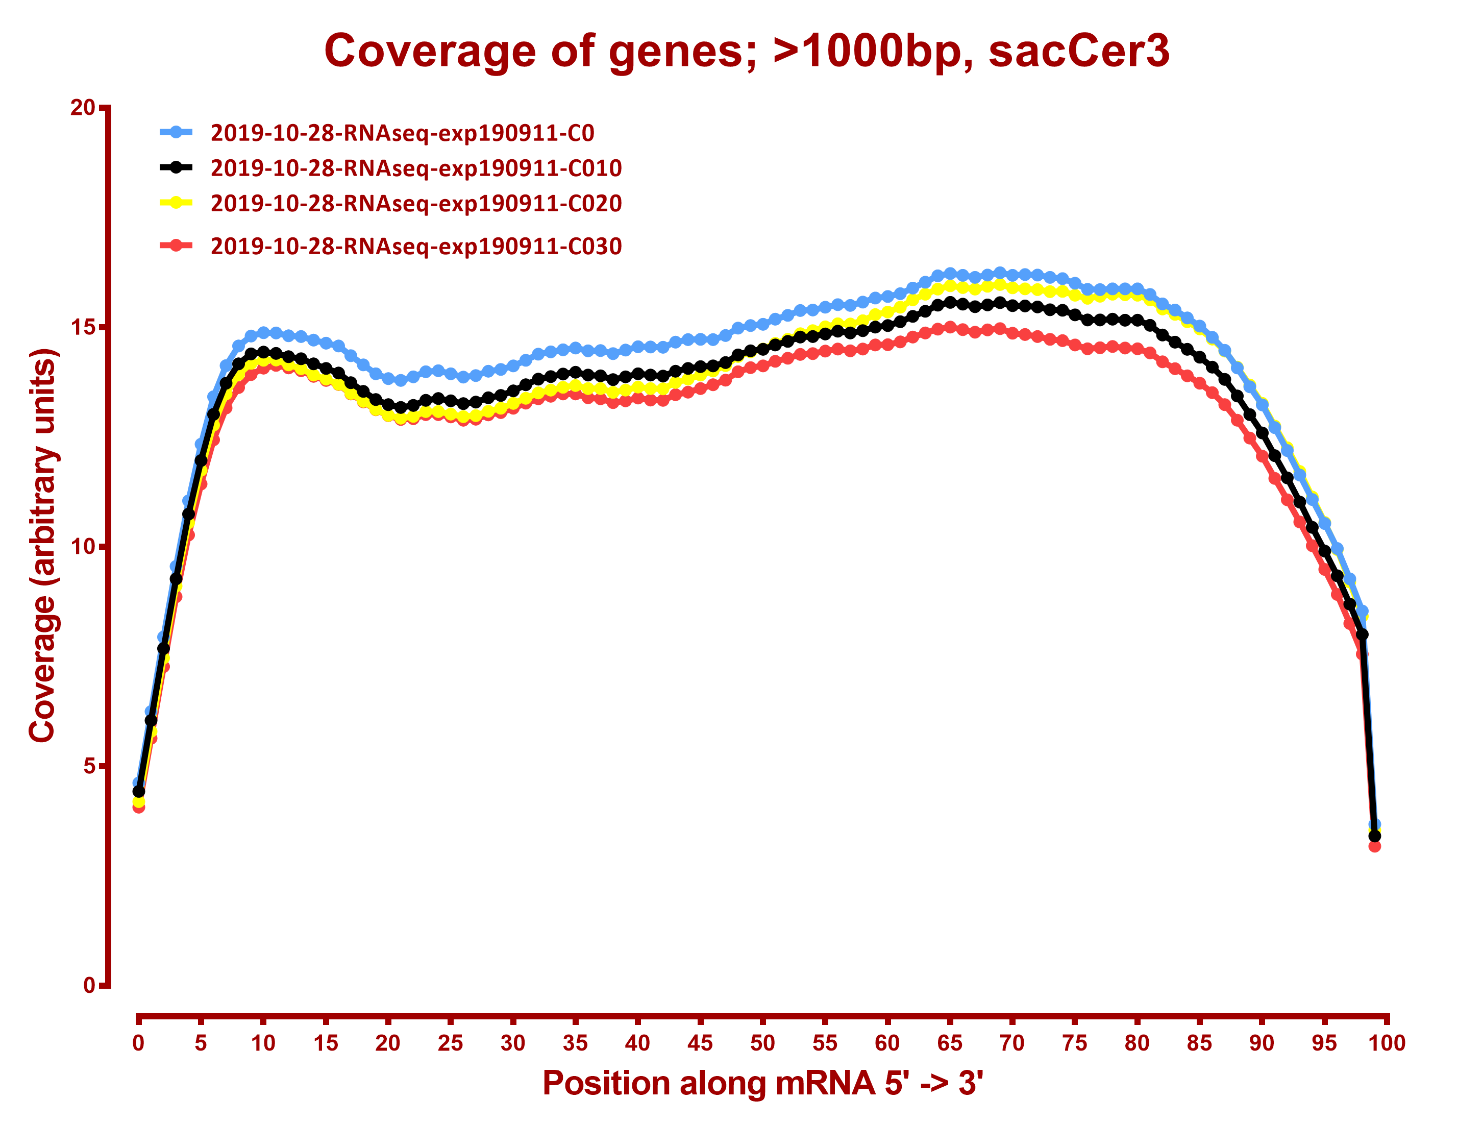 Coverage of genes; >1000bp, sacCer3
20
2019-10-28-RNAseq-exp190911-C0
2019-10-28-RNAseq-exp190911-C010
2019-10-28-RNAseq-exp190911-C020
2019-10-28-RNAseq-exp190911-C030
15
10
5
0
Coverage (arbitrary units)
0 5 10 15 20 25 30 35 40 45 50 55 60 65 70 75 80 85 90 95 100
Position along mRNA 5' -> 3'